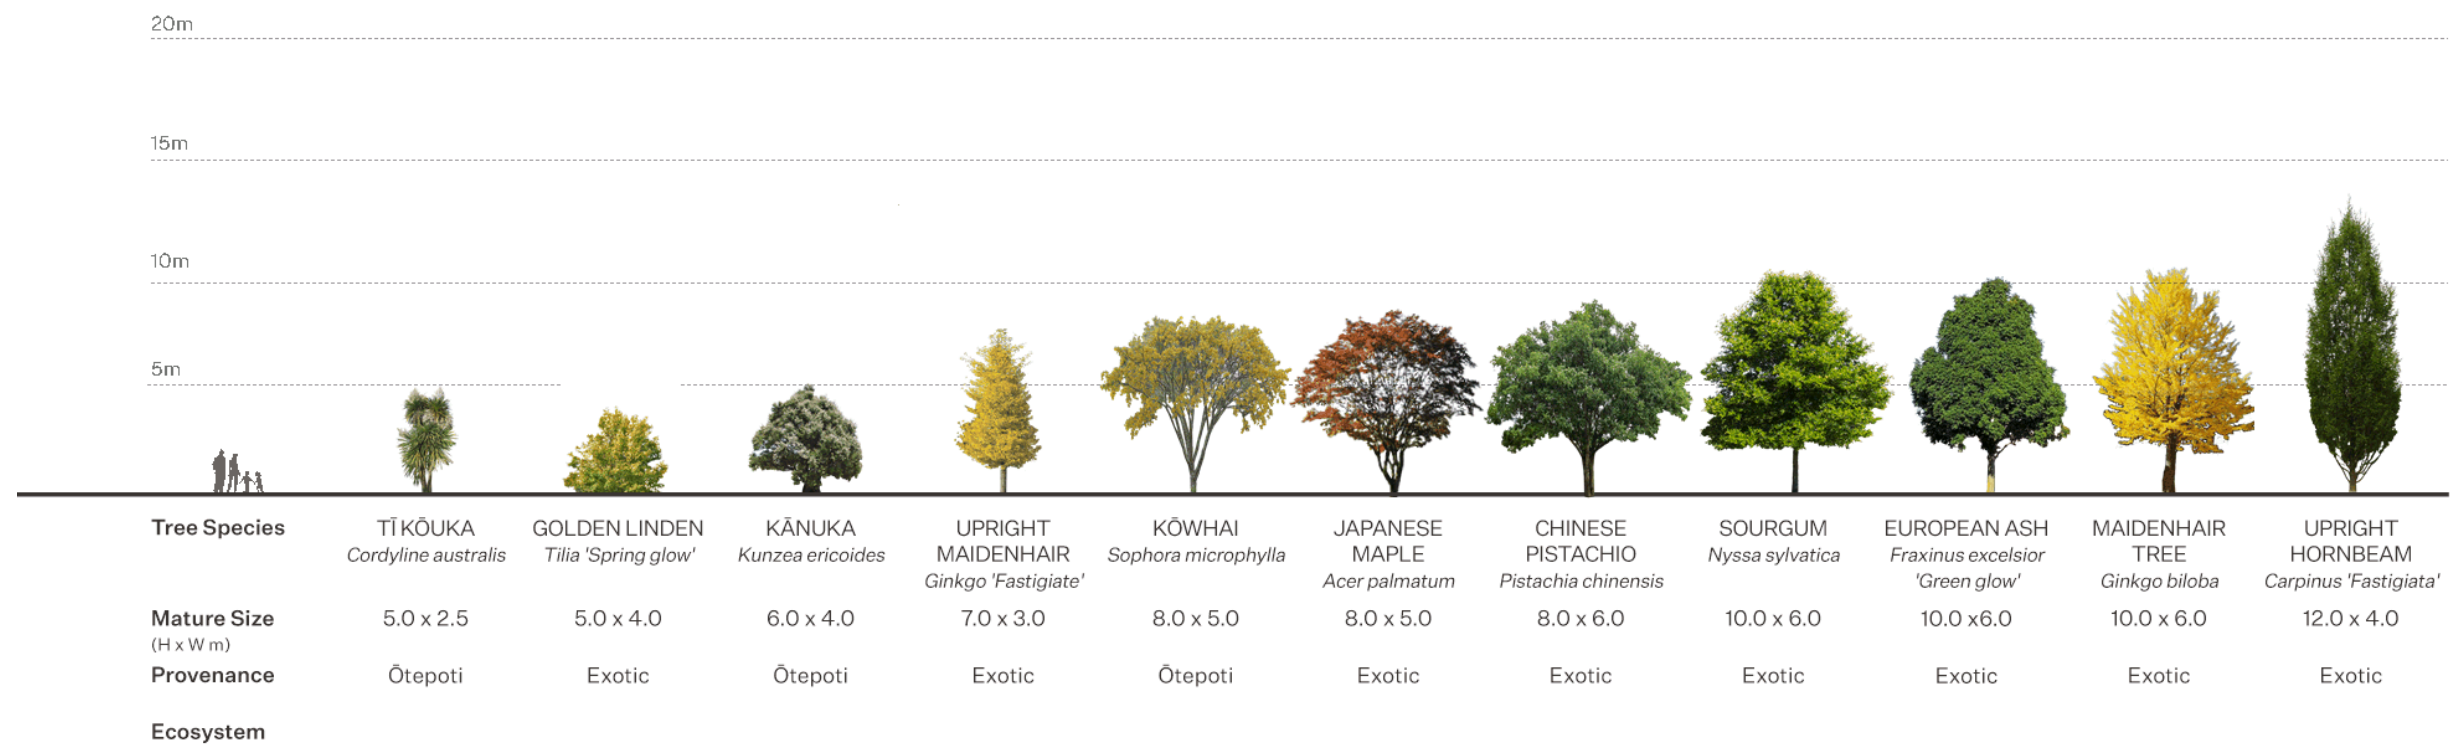 20m
15m
10m
5m
Tree Species
TĪ KŌUKA
Cordyline australis
GOLDEN LINDEN
Tilia 'Spring glow'
KĀNUKA
Kunzea ericoides
UPRIGHT
MAIDENHAIR
Ginkgo 'Fastigiate'
KŌWHAI
Sophora microphylla
JAPANESE
MAPLE
Acer palmatum
CHINESE
PISTACHIO
Pistachia chinensis
SOURGUM
Nyssa sylvatica
EUROPEAN ASH
Fraxinus excelsior
'Green glow'
MAIDENHAIR
TREE
Ginkgo biloba
UPRIGHT
HORNBEAM
Carpinus 'Fastigiata'
Mature Size
(H x W m)
5.0 x 2.5
5.0 x 4.0
6.0 x 4.0
7.0 x 3.0
8.0 x 5.0
8.0 x 5.0
8.0 x 6.0
10.0 x 6.0
10.0 x6.0
10.0 x 6.0
12.0 x 4.0
Provenance
Ōtepoti
Exotic
Ōtepoti
Exotic
Ōtepoti
Exotic
Exotic
Exotic
Exotic
Exotic
Exotic
Ecosystem